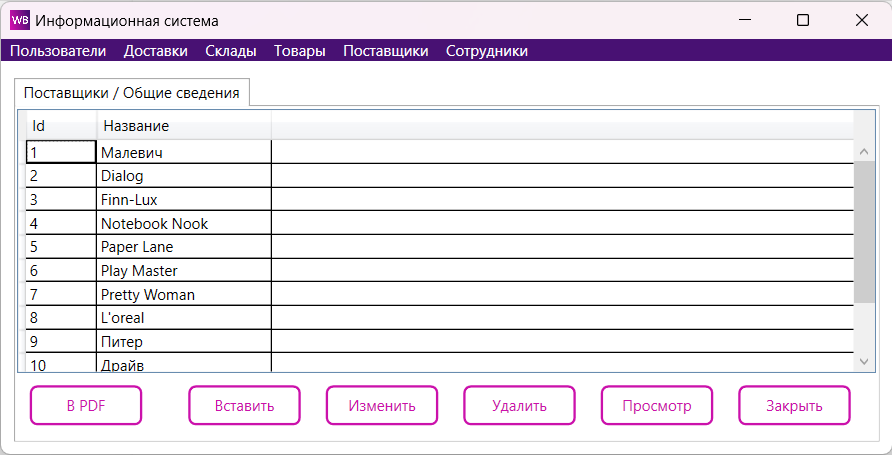 WB Информационная система
Пользователи Доставки Склады Товары Поставщики Сотрудники
Поставщики / Общие сведения
Id Название
1 Малевич
2 Dialog
3 Finn-Lux
4 Notebook Nook
5 Paper Lane
6 Play Master
7 Pretty Woman
8 L'oreal
9 Питер
10 Драйв
В PDF Вставить Изменить Удалить Просмотр Закрыть